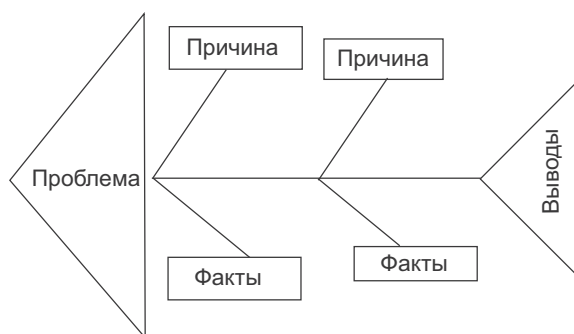 Причина
Причина
Проблема
Выводы
Факты
Факты